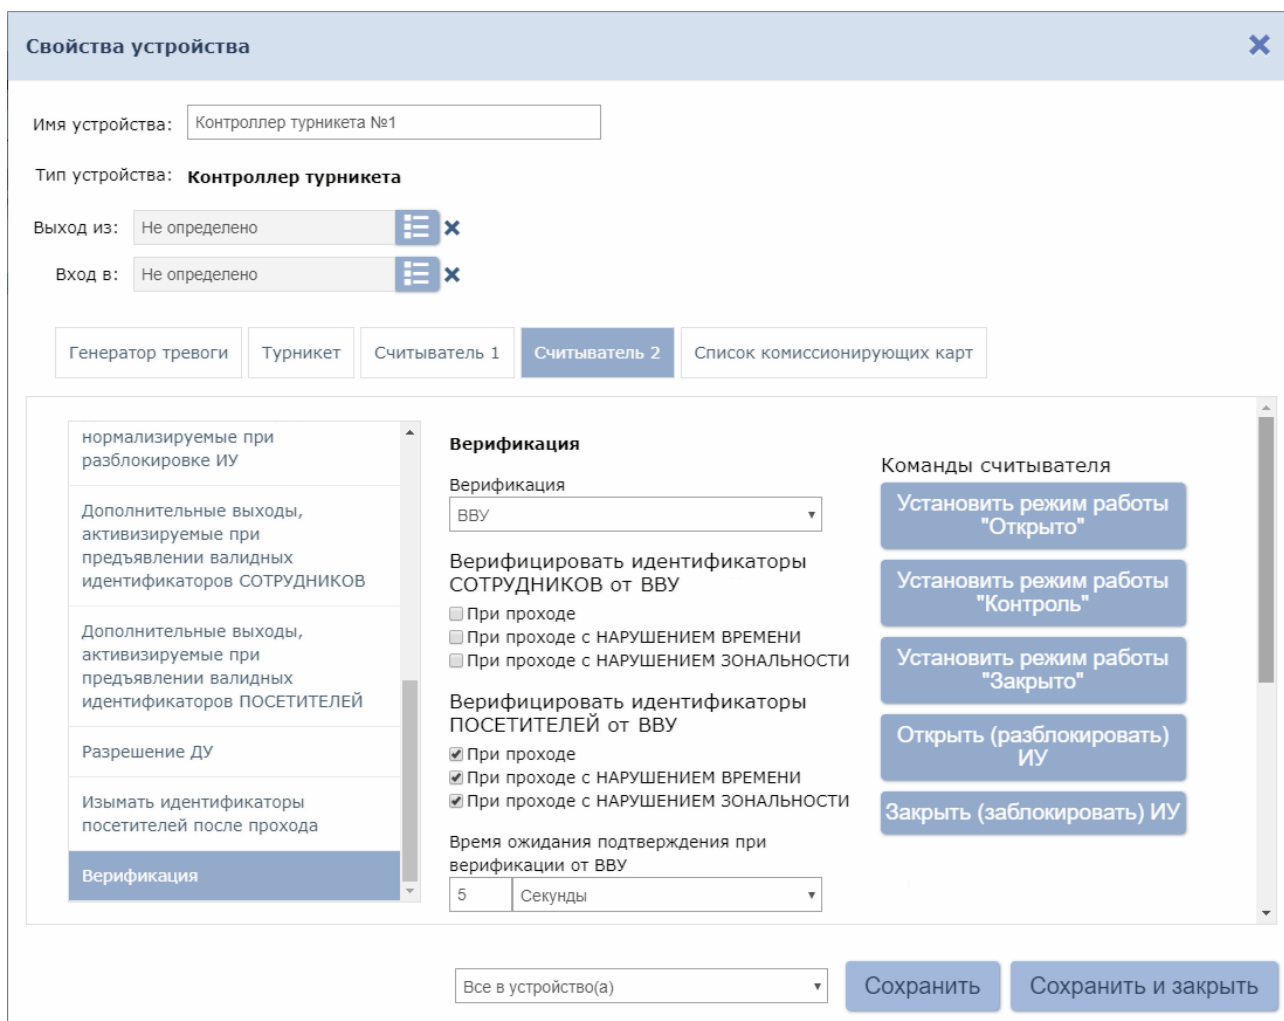 Свойства устройства
Имя устройства: Контроллер турникета №1
Тип устройства: Контроллер турникета
Выход из: Не определено
Вход в: Не определено
Генератор тревоги Турникет Считыватель 1 Считыватель 2 Список комиссионирующих карт
нормализируемые при
разблокировке ИУ
Дополнительные выходы,
активизируемые при
предъявлении валидных
идентификаторов СОТРУДНИКОВ
Дополнительные выходы,
активизируемые при
предъявлении валидных
идентификаторов ПОСЕТИТЕЛЕЙ
Разрешение ДУ
Изымать идентификаторы
посетителей после прохода
Верификация
Верификация
Верификация
ВВУ
Верифицировать идентификаторы
СОТРУДНИКОВ от ВВУ
При проходе
При проходе с НАРУШЕНИЕМ ВРЕМЕНИ
При проходе с НАРУШЕНИЕМ ЗОНАЛЬНОСТИ
Верифицировать идентификаторы
ПОСЕТИТЕЛЕЙ от ВВУ
При проходе
При проходе с НАРУШЕНИЕМ ВРЕМЕНИ
При проходе с НАРУШЕНИЕМ ЗОНАЛЬНОСТИ
Время ожидания подтверждения при
верификации от ВВУ
5 Секунды
Команды считывателя
Установить режим работы
"Открыто"
Установить режим работы
"Контроль"
Установить режим работы
"Закрыто"
Открыть (разблокировать)
ИУ
Закрыть (заблокировать) ИУ
Все в устройство(а) Сохранить Сохранить и закрыть